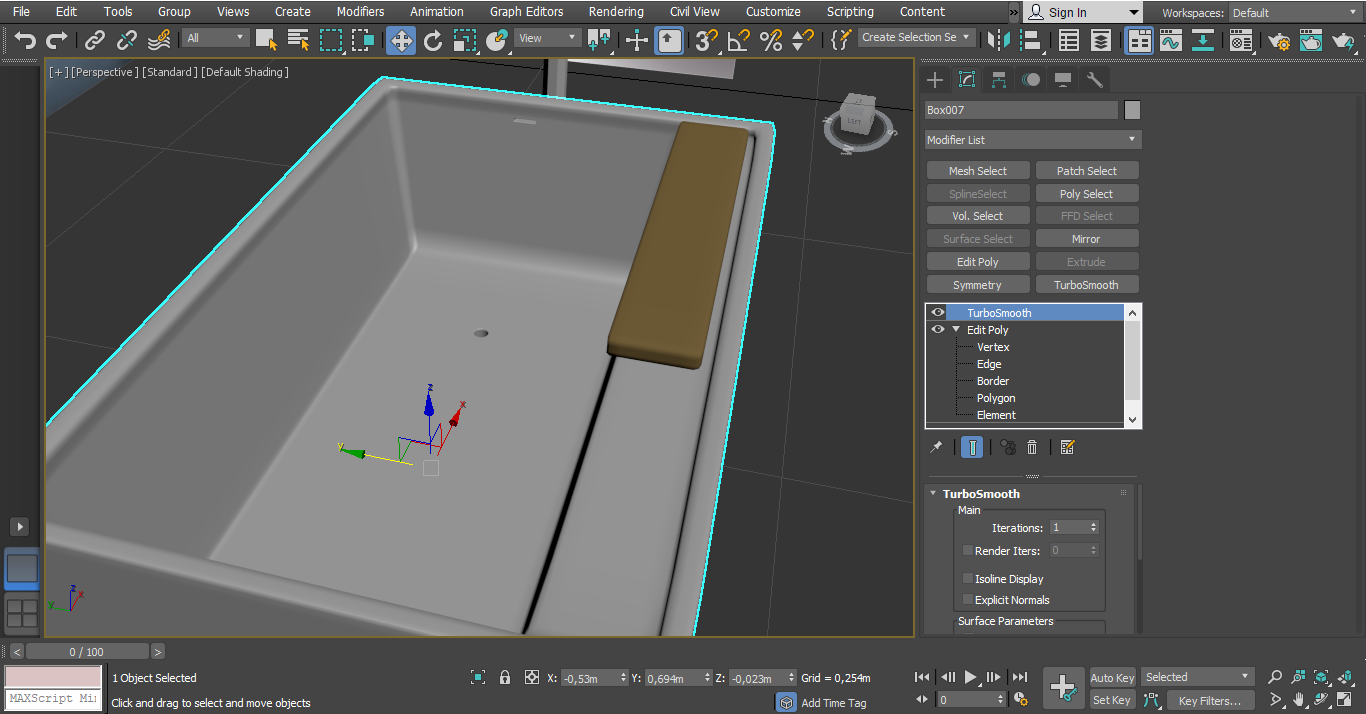 File Edit Tools Group Views Create Modifiers Animation Graph Editors Rendering Civil View Customize Scripting Content » Sign In Workspaces: Default
All View Create Selection Se
[+] [Perspective] [Standard] [Default Shading]
LEFT
S
Box007
Modifier List
Mesh Select Patch Select
SplineSelect Poly Select
Vol. Select FFD Select
Surface Select Mirror
Edit Poly Extrude
Symmetry TurboSmooth
TurboSmooth
Edit Poly
Vertex
Edge
Border
Polygon
Element
z
x
y
TurboSmooth
Main
Iterations: 1
Render Iters: 0
Isoline Display
Explicit Normals
Surface Parameters
z
x
y
< 0 / 100 >
1 Object Selected X: -0,53m Y: 0,694m Z: -0,023m Grid = 0,254m Auto Key Selected
MAXScript Mi Click and drag to select and move objects Add Time Tag 0 Set Key Key Filters...